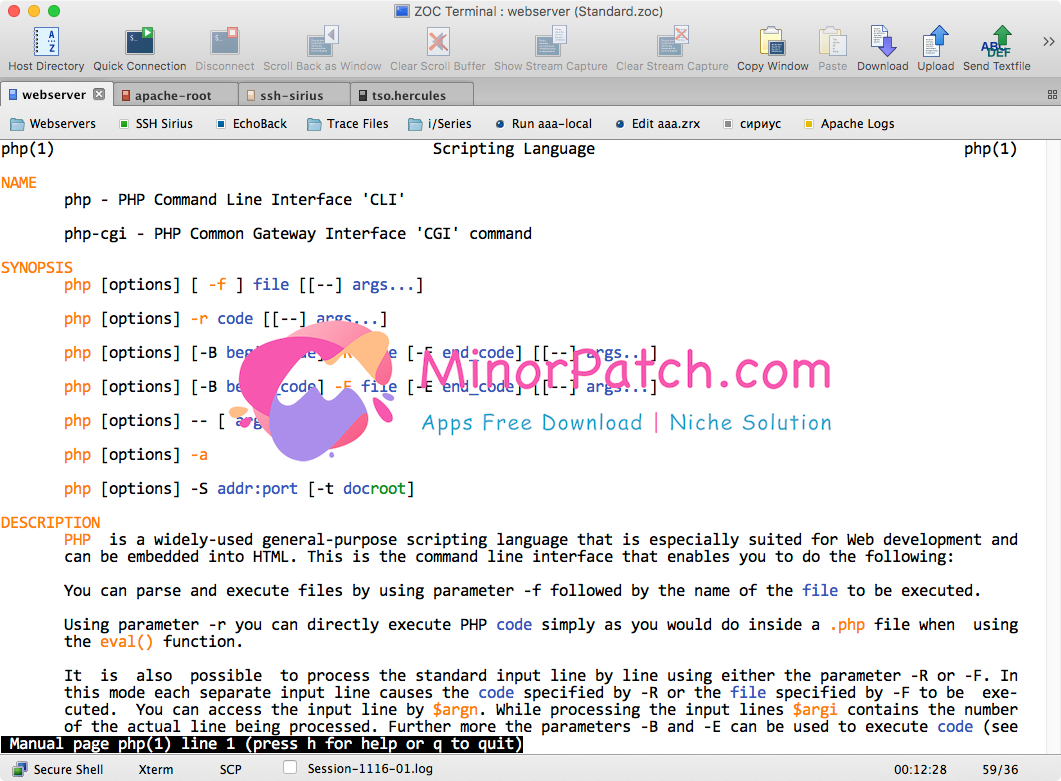 ZOC Terminal : webserver (Standard.zoc)
Host Directory Quick Connection Disconnect Scroll Back as Window Clear Scroll Buffer Show Stream Capture Clear Stream Capture Copy Window Paste Download Upload Send Textfile
webserver apache-root ssh-sirius tso.hercules
Webservers SSH Sirius EchoBack Trace Files i/Series Run aaa-local Edit aaa.zrx сириус Apache Logs
php(1) Scripting Language php(1)
NAME
php - PHP Command Line Interface 'CLI'
php-cgi - PHP Common Gateway Interface 'CGI' command
SYNOPSIS
php [options] [ -f ] file [[--] args...]
php [options] -r code [[--] args...]
php [options] [-B code] [-E end_code] [[--] args...]
php [options] [-B code] -F file [-E end_code] [[--] args...]
php [options] -- [
php [options] -a
php [options] -S addr:port [-t docroot]
MinorPatch.com
Apps Free Download | Niche Solution
DESCRIPTION
PHP is a widely-used general-purpose scripting language that is especially suited for Web development and
can be embedded into HTML. This is the command line interface that enables you to do the following:
You can parse and execute files by using parameter -f followed by the name of the file to be executed.
Using parameter -r you can directly execute PHP code simply as you would do inside a .php file when using
the eval() function.
It is also possible to process the standard input line by line using either the parameter -R or -F. In
this mode each separate input line causes the code specified by -R or the file specified by -F to be exe-
cuted. You can access the input line by $argn. While processing the input lines $argi contains the number
of the actual line being processed. Further more the parameters -B and -E can be used to execute code (see
Manual page php(1) line 1 (press h for help or q to quit)
Secure Shell Xterm SCP Session-1116-01.log 00:12:28 59/36